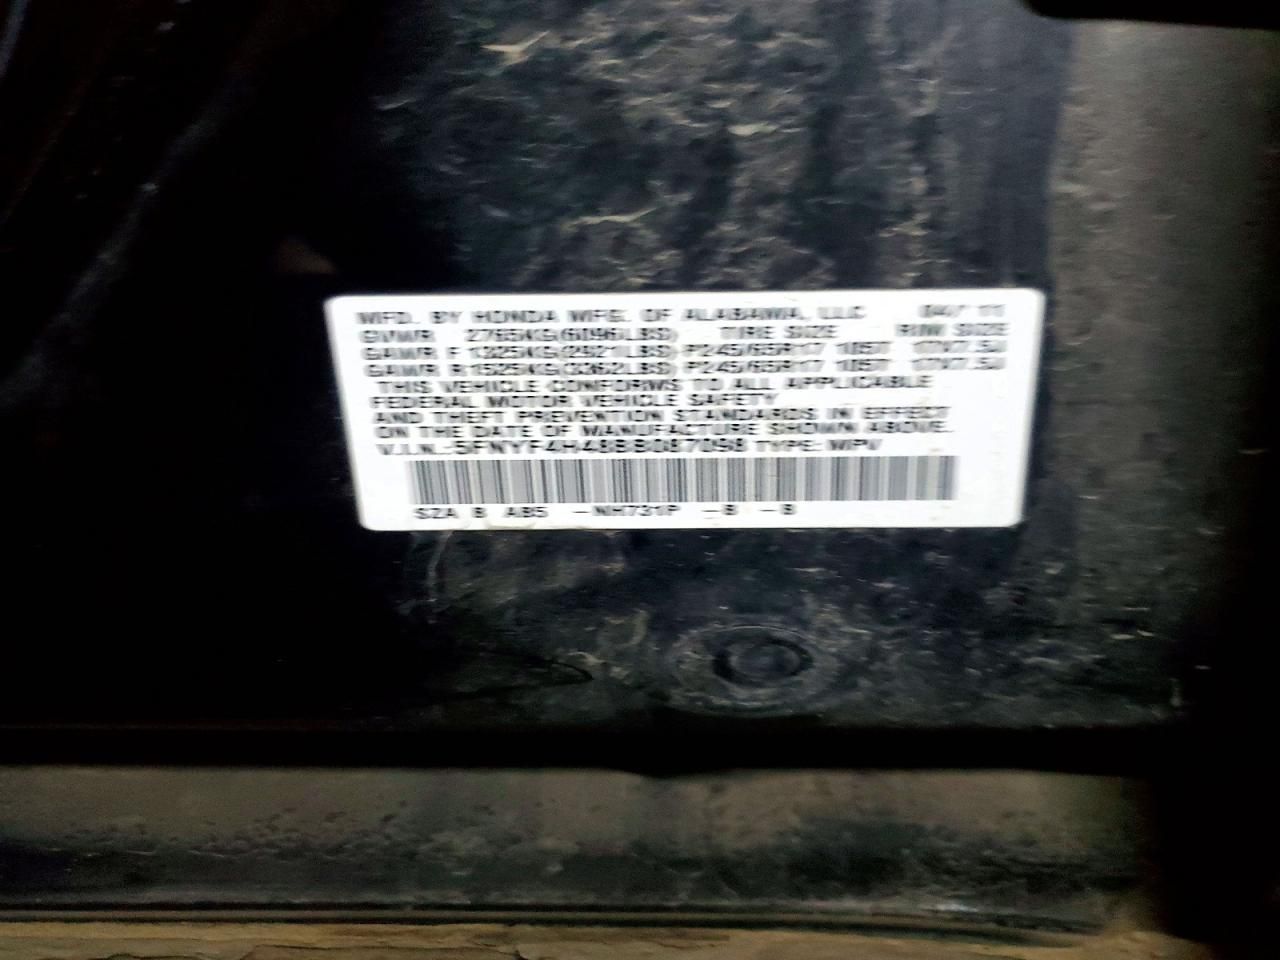 MFD. BY HONDA MFG. OF ALABAMA, LLC 04/ 11
GVWR 2765KG(6096LBS) TIRE SIZE RIM SIZE
GAWR F 1325KG(2921LBS) P245/65R17 105T 17X7.5J
GAWR R 1525KG(3362LBS) P245/65R17 105T 17X7.5J
THIS VEHICLE CONFORMS TO ALL APPLICABLE
FEDERAL MOTOR VEHICLE SAFETY
AND THEFT PREVENTION STANDARDS IN EFFECT
ON THE DATE OF MANUFACTURE SHOWN ABOVE.
V.I.N.:5FNYF4H48BB087098 TYPE: MPV
SZA B AB5 -NH731P -B -B